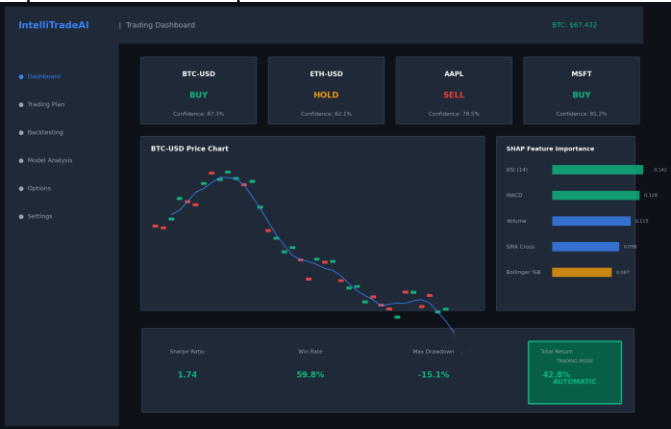 IntelliTradeAI | Trading Dashboard BTC: $67,432
Dashboard
Trading Plan
Backtesting
Model Analysis
Options
Settings
BTC-USD
BUY
Confidence: 87.3%
ETH-USD
HOLD
Confidence: 62.1%
AAPL
SELL
Confidence: 78.5%
MSFT
BUY
Confidence: 81.2%
BTC-USD Price Chart
SHAP Feature Importance
RSI (14) 0.142
MACD 0.128
Volume 0.115
SMA Cross 0.098
Bollinger %B 0.087
Sharpe Ratio
1.74
Win Rate
59.8%
Max Drawdown
-15.1%
Total Return
42.8%
TRADING MODE
AUTOMATIC